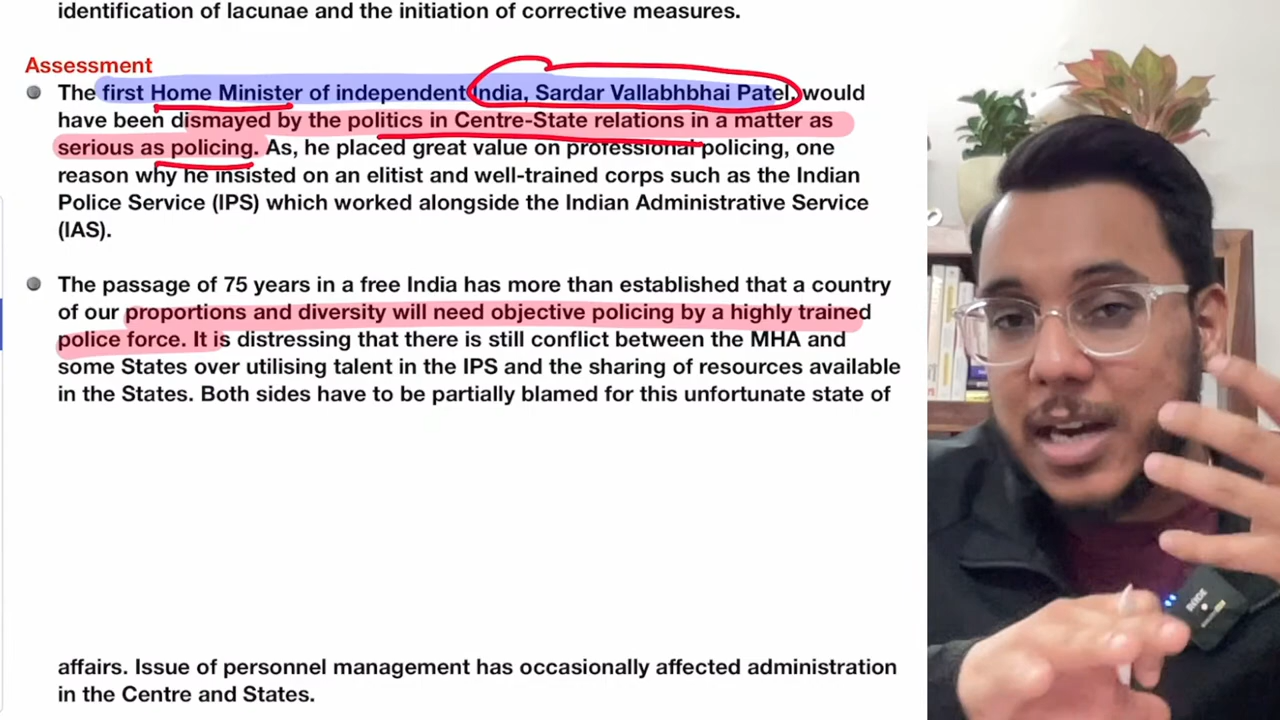 identification of lacunae and the initiation of corrective measures.
Assessment
The first Home Minister of independent India, Sardar Vallabhbhai Patel, would
have been dismayed by the politics in Centre-State relations in a matter as
serious as policing. As, he placed great value on professional policing, one
reason why he insisted on an elitist and well-trained corps such as the Indian
Police Service (IPS) which worked alongside the Indian Administrative Service
(IAS).
The passage of 75 years in a free India has more than established that a country
of our proportions and diversity will need objective policing by a highly trained
police force. It is distressing that there is still conflict between the MHA and
some States over utilising talent in the IPS and the sharing of resources available
in the States. Both sides have to be partially blamed for this unfortunate state of
affairs. Issue of personnel management has occasionally affected administration
in the Centre and States.
RODE